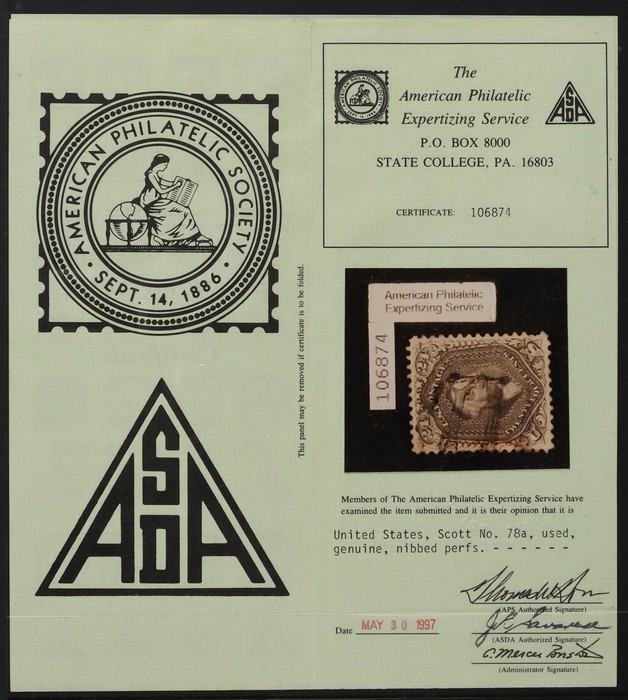 AMERICAN PHILATELIC SOCIETY
· SEPT. 14, 1886 ·
ASDA
This panel may be removed if certificate is to be folded.
The
American Philatelic
Expertizing Service
P.O. BOX 8000
STATE COLLEGE, PA. 16803
CERTIFICATE: 106874
American Philatelic
Expertizing Service
106874
Members of The American Philatelic Expertizing Service have
examined the item submitted and it is their opinion that it is
United States, Scott No. 78a, used,
genuine, nibbed perfs. - - - - - -
(APS Authorized Signature)
Date MAY 30 1997
(ASDA Authorized Signature)
(Administrator Signature)